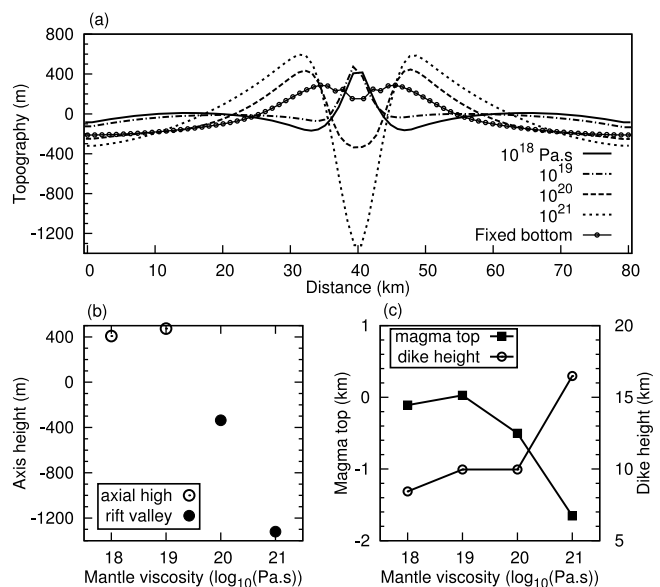 (a)
800
400
0
-400
-800
-1200
Topography (m)
10^18 Pa.s
10^19
10^20
10^21
Fixed bottom
0 10 20 30 40 50 60 70 80
Distance (km)
(b)
400
0
-400
-800
-1200
Axis height (m)
axial high
rift valley
18 19 20 21
Mantle viscosity (log10(Pa.s))
(c)
1
0
-1
-2
Magma top (km)
magma top
dike height
20
15
10
5
Dike height (km)
18 19 20 21
Mantle viscosity (log10(Pa.s))